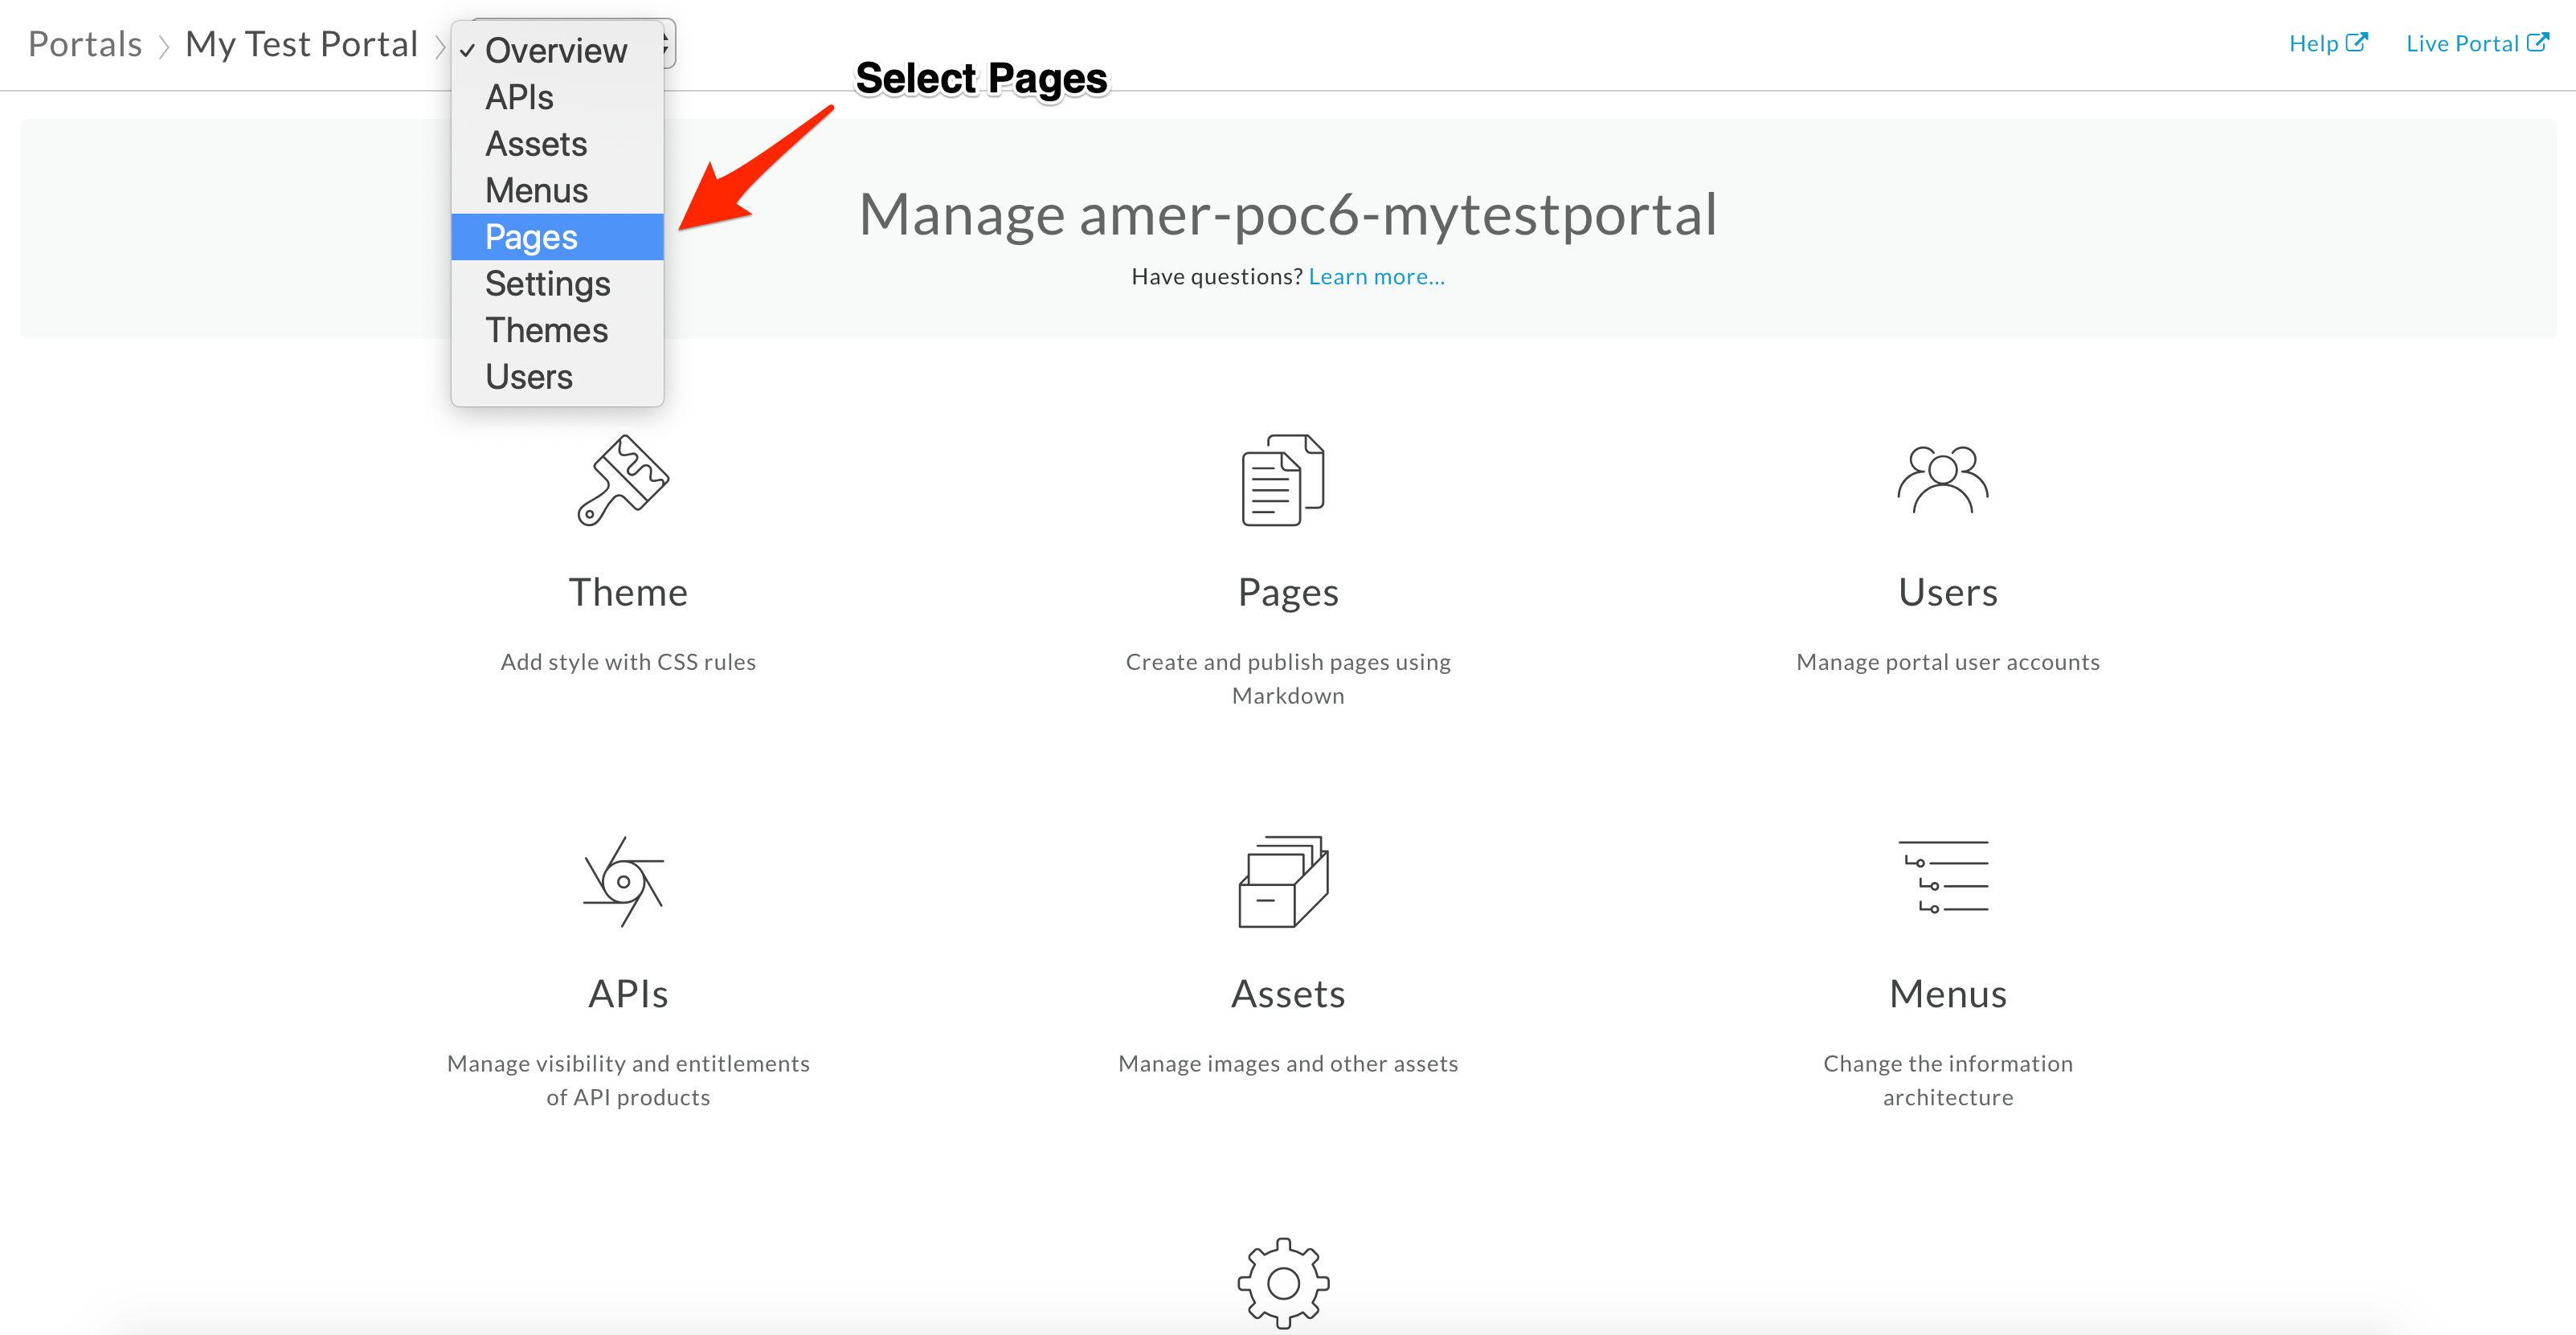 Portals
My Test Portal
✓ Overview
APIs
Assets
Menus
Pages
Settings
Themes
Users
Select Pages
Help
Live Portal
Manage amer-poc6-mytestportal
Have questions? Learn more...
Theme
Add style with CSS rules
Pages
Create and publish pages using
Markdown
Users
Manage portal user accounts
APIs
Manage visibility and entitlements
of API products
Assets
Manage images and other assets
Menus
Change the information
architecture